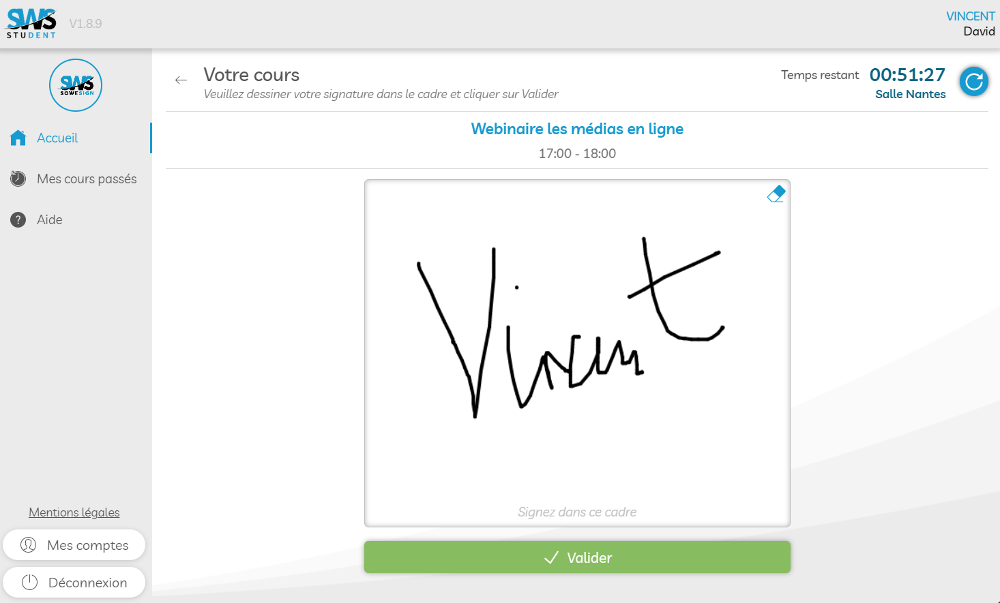 SWS
STUDENT
V1.8.9
VINCENT
David
SWS
SOWESIGN
Accueil
Mes cours passés
? Aide
Mentions légales
Mes comptes
Déconnexion
Votre cours
Veuillez dessiner votre signature dans le cadre et cliquer sur Valider
Temps restant 00:51:27
Salle Nantes
Webinaire les médias en ligne
17:00 - 18:00
Vincent
Signez dans ce cadre
Valider